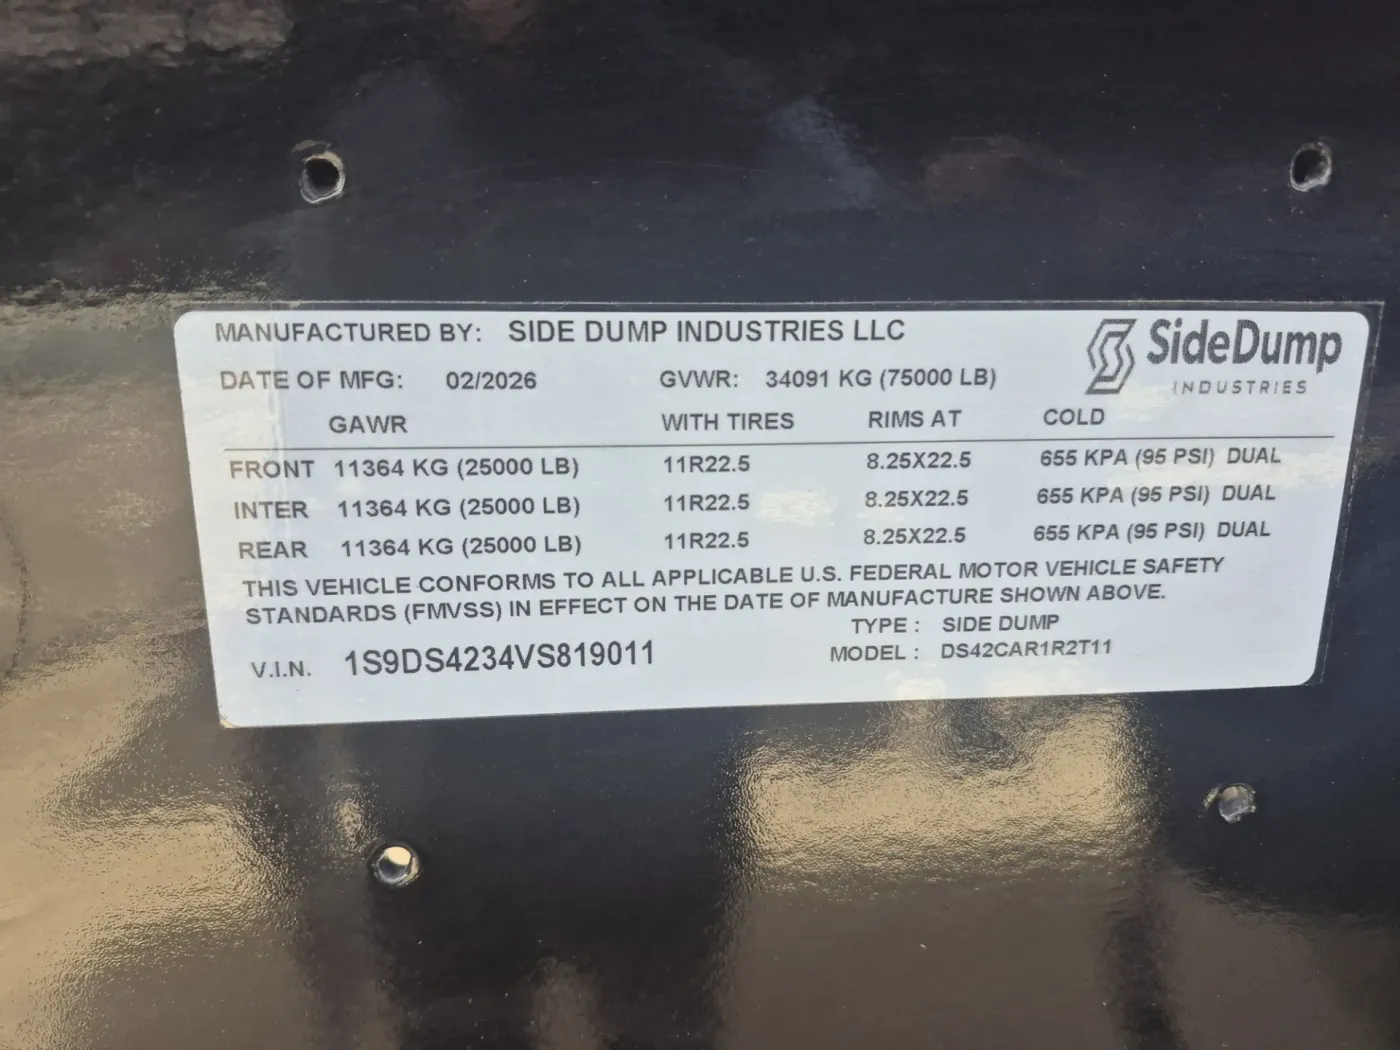 MANUFACTURED BY: SIDE DUMP INDUSTRIES LLC
SideDump
INDUSTRIES
DATE OF MFG: 02/2026 GVWR: 34091 KG (75000 LB)
GAWR WITH TIRES RIMS AT COLD
FRONT 11364 KG (25000 LB) 11R22.5 8.25X22.5 655 KPA (95 PSI) DUAL
INTER 11364 KG (25000 LB) 11R22.5 8.25X22.5 655 KPA (95 PSI) DUAL
REAR 11364 KG (25000 LB) 11R22.5 8.25X22.5 655 KPA (95 PSI) DUAL
THIS VEHICLE CONFORMS TO ALL APPLICABLE U.S. FEDERAL MOTOR VEHICLE SAFETY
STANDARDS (FMVSS) IN EFFECT ON THE DATE OF MANUFACTURE SHOWN ABOVE.
TYPE : SIDE DUMP
V.I.N. 1S9DS4234VS819011 MODEL : DS42CAR1R2T11